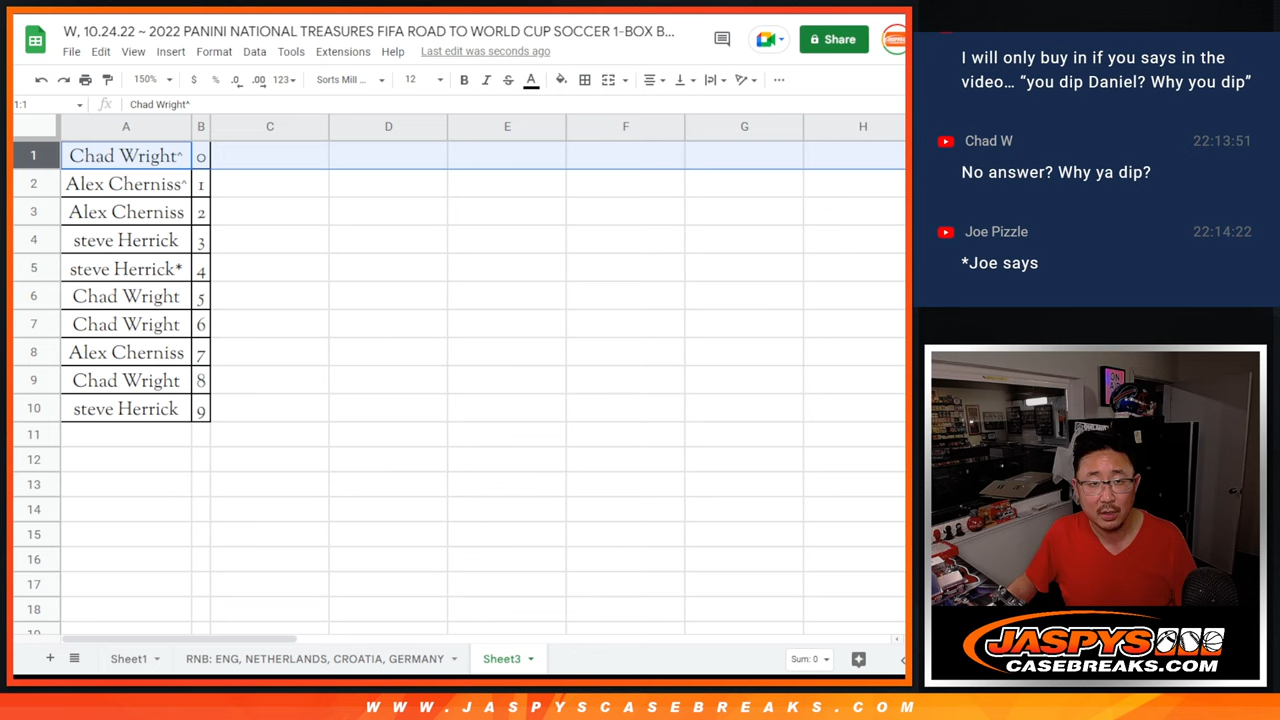 W, 10.24.22 ~ 2022 PANINI NATIONAL TREASURES FIFA ROAD TO WORLD CUP SOCCER 1-BOX B...
File Edit View Insert Format Data Tools Extensions Help Last edit was seconds ago
Share
150% $ % .0 .00 123 Sorts Mill ... 12 B I S A
1:1 fx Chad Wright^
A B C D E F G H
1 Chad Wright^ 0
2 Alex Cherniss^ 1
3 Alex Cherniss 2
4 steve Herrick 3
5 steve Herrick* 4
6 Chad Wright 5
7 Chad Wright 6
8 Alex Cherniss 7
9 Chad Wright 8
10 steve Herrick 9
11
12
13
14
15
16
17
18
Sheet1 RNB: ENG, NETHERLANDS, CROATIA, GERMANY Sheet3 Sum: 0
I will only buy in if you says in the
video... “you dip Daniel? Why you dip”
Chad W 22:13:51
No answer? Why ya dip?
Joe Pizzle 22:14:22
*Joe says
ON
JASPYS
CASEBREAKS.COM
WWW.JASPYSCASEBREAKS.COM